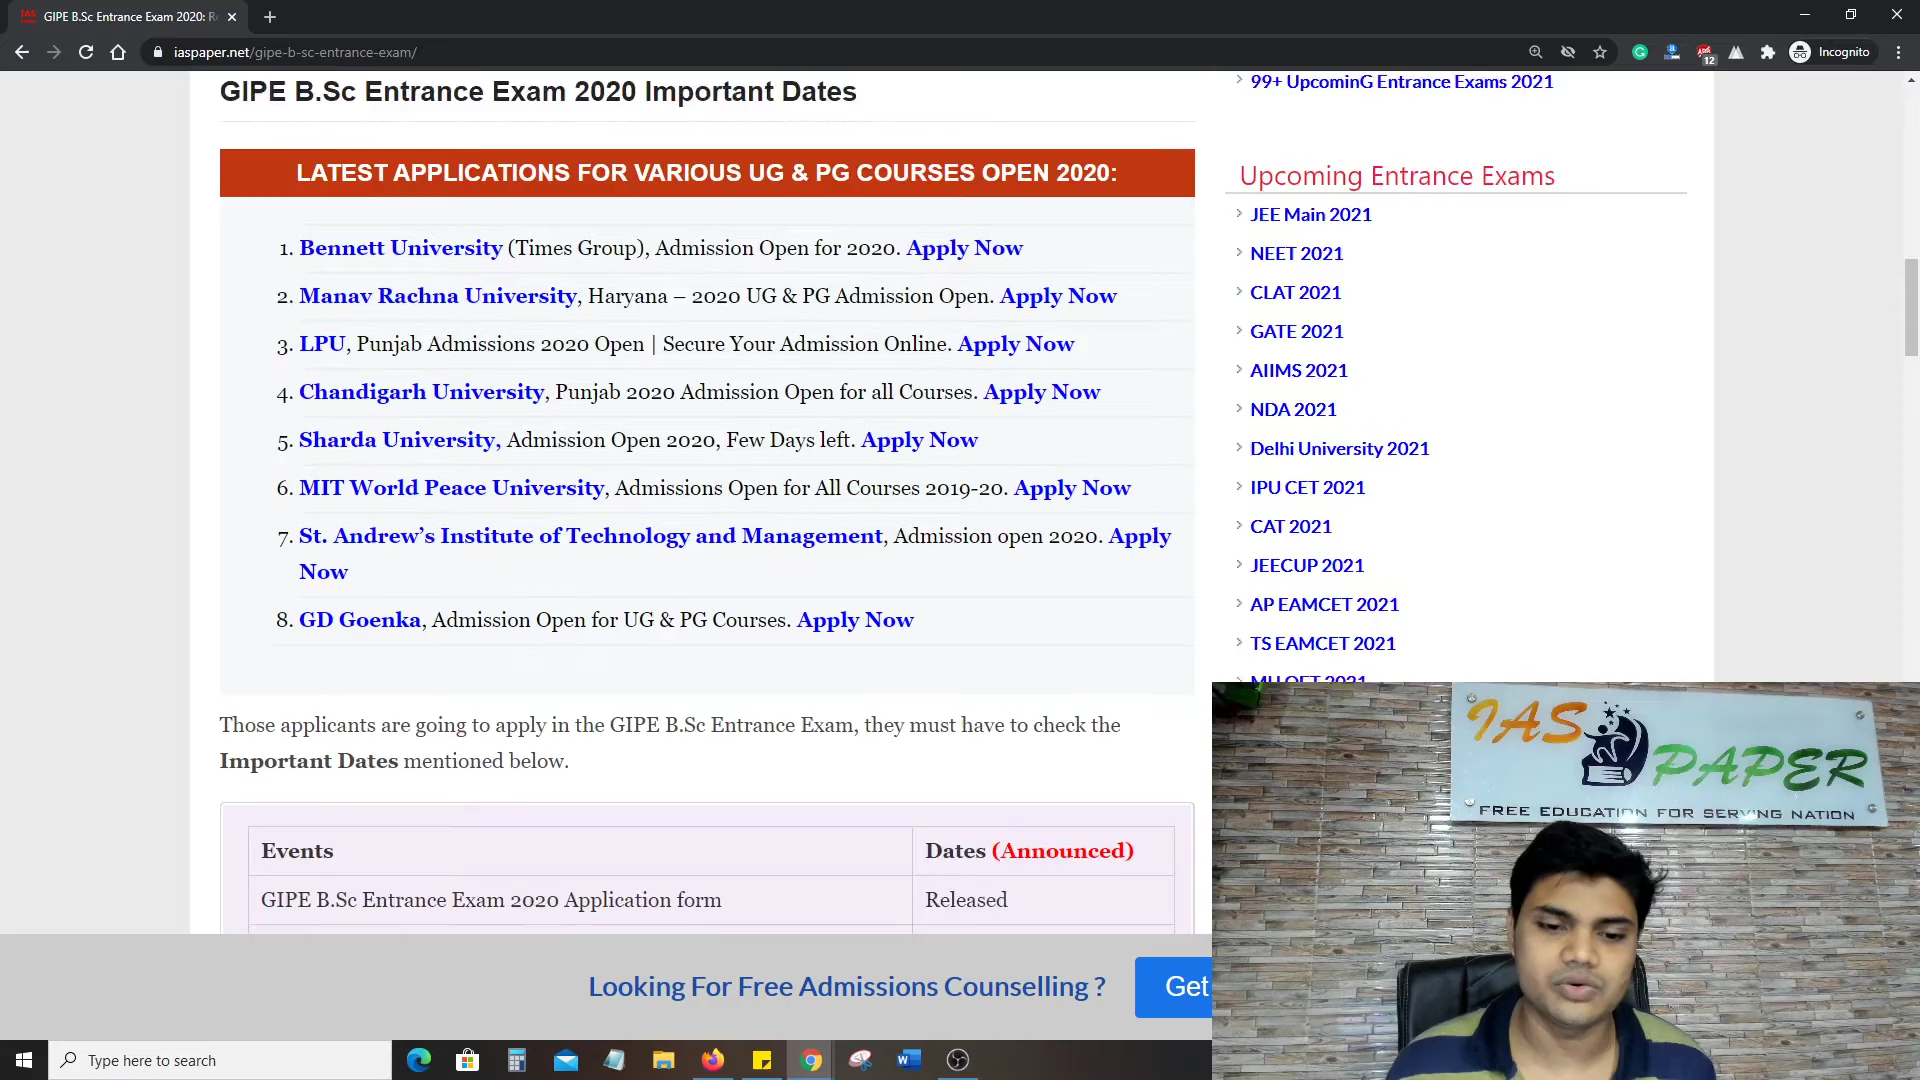 GIPE B.Sc Entrance Exam 2020: R
iaspaper.net/gipe-b-sc-entrance-exam/
12
Incognito
GIPE B.Sc Entrance Exam 2020 Important Dates
LATEST APPLICATIONS FOR VARIOUS UG & PG COURSES OPEN 2020:
1. Bennett University (Times Group), Admission Open for 2020. Apply Now
2. Manav Rachna University, Haryana – 2020 UG & PG Admission Open. Apply Now
3. LPU, Punjab Admissions 2020 Open | Secure Your Admission Online. Apply Now
4. Chandigarh University, Punjab 2020 Admission Open for all Courses. Apply Now
5. Sharda University, Admission Open 2020, Few Days left. Apply Now
6. MIT World Peace University, Admissions Open for All Courses 2019-20. Apply Now
7. St. Andrew’s Institute of Technology and Management, Admission open 2020. Apply
Now
8. GD Goenka, Admission Open for UG & PG Courses. Apply Now
Those applicants are going to apply in the GIPE B.Sc Entrance Exam, they must have to check the
Important Dates mentioned below.
Events Dates (Announced)
GIPE B.Sc Entrance Exam 2020 Application form Released
99+ UpcominG Entrance Exams 2021
Upcoming Entrance Exams
JEE Main 2021
NEET 2021
CLAT 2021
GATE 2021
AIIMS 2021
NDA 2021
Delhi University 2021
IPU CET 2021
CAT 2021
JEECUP 2021
AP EAMCET 2021
TS EAMCET 2021
IAS
PAPER
FREE EDUCATION FOR SERVING NATION
Looking For Free Admissions Counselling ? Get
Type here to search